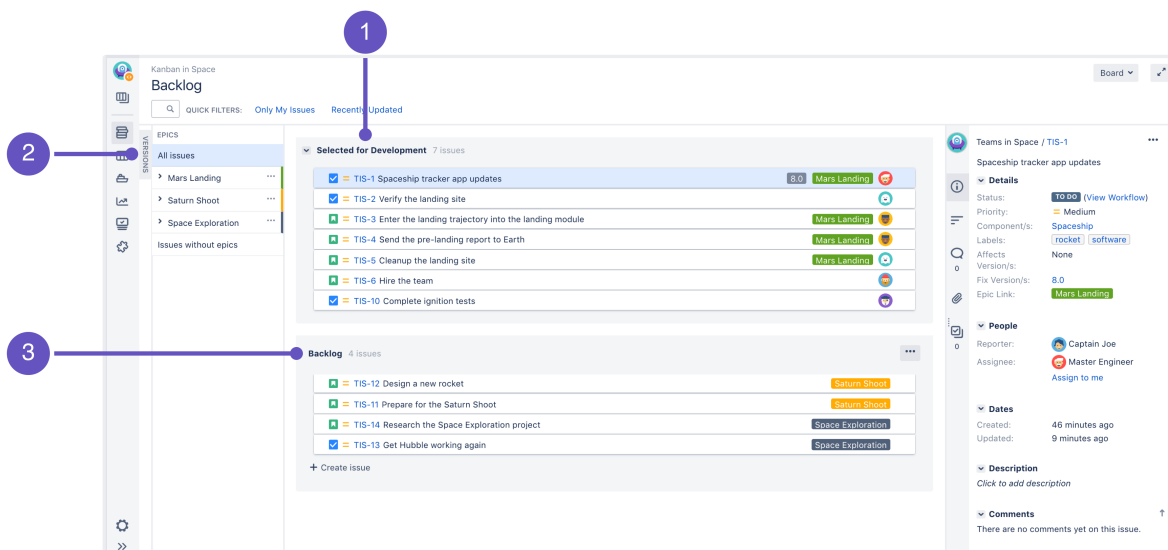 1
Kanban in Space
Backlog
Board
QUICK FILTERS: Only My Issues Recently Updated
2
VERSIONS
EPICS
All issues
Mars Landing
Saturn Shoot
Space Exploration
Issues without epics
Selected for Development 7 issues
TIS-1 Spaceship tracker app updates 8.0 Mars Landing
TIS-2 Verify the landing site
TIS-3 Enter the landing trajectory into the landing module Mars Landing
TIS-4 Send the pre-landing report to Earth Mars Landing
TIS-5 Cleanup the landing site Mars Landing
TIS-6 Hire the team
TIS-10 Complete ignition tests
3
Backlog 4 issues
TIS-12 Design a new rocket Saturn Shoot
TIS-11 Prepare for the Saturn Shoot Saturn Shoot
TIS-14 Research the Space Exploration project Space Exploration
TIS-13 Get Hubble working again Space Exploration
+ Create issue
0
0
Teams in Space / TIS-1
Spaceship tracker app updates
Details
Status: TO DO (View Workflow)
Priority: Medium
Component/s: Spaceship
Labels: rocket software
Affects None
Version/s:
Fix Version/s: 8.0
Epic Link: Mars Landing
People
Reporter: Captain Joe
Assignee: Master Engineer
Assign to me
Dates
Created: 46 minutes ago
Updated: 9 minutes ago
Description
Click to add description
Comments
There are no comments yet on this issue.